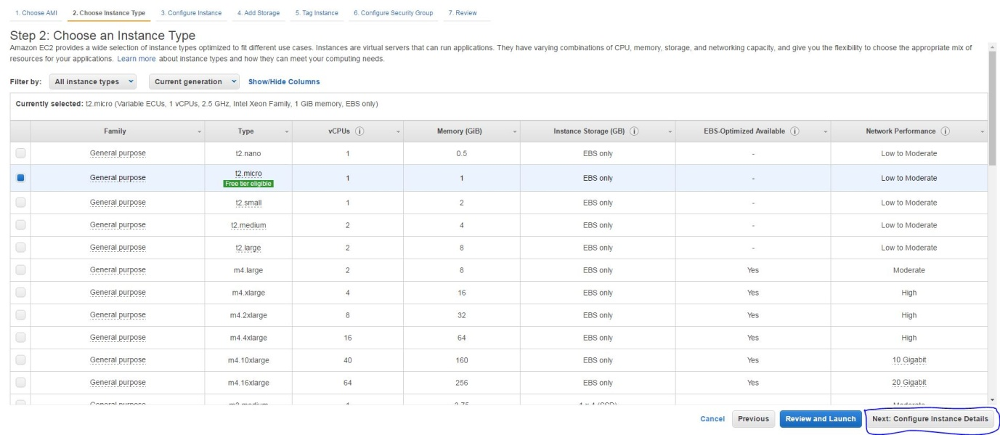 1. Choose AMI 2. Choose Instance Type 3. Configure Instance 4. Add Storage 5. Tag Instance 6. Configure Security Group 7. Review
Step 2: Choose an Instance Type
Amazon EC2 provides a wide selection of instance types optimized to fit different use cases. Instances are virtual servers that can run applications. They have varying combinations of CPU, memory, storage, and networking capacity, and give you the flexibility to choose the appropriate mix of
resources for your applications. Learn more about instance types and how they can meet your computing needs.
Filter by: All instance types Current generation Show/Hide Columns
Currently selected: t2.micro (Variable ECUs, 1 vCPUs, 2.5 GHz, Intel Xeon Family, 1 GiB memory, EBS only)
Family Type vCPUs Memory (GiB) Instance Storage (GB) EBS-Optimized Available Network Performance
General purpose t2.nano 1 0.5 EBS only - Low to Moderate
General purpose t2.micro Free tier eligible 1 1 EBS only - Low to Moderate
General purpose t2.small 1 2 EBS only - Low to Moderate
General purpose t2.medium 2 4 EBS only - Low to Moderate
General purpose t2.large 2 8 EBS only - Low to Moderate
General purpose m4.large 2 8 EBS only Yes Moderate
General purpose m4.xlarge 4 16 EBS only Yes High
General purpose m4.2xlarge 8 32 EBS only Yes High
General purpose m4.4xlarge 16 64 EBS only Yes High
General purpose m4.10xlarge 40 160 EBS only Yes 10 Gigabit
General purpose m4.16xlarge 64 256 EBS only Yes 20 Gigabit
General purpose m3.medium 1 3.75 1 x 4 (SSD) Moderate
Cancel Previous Review and Launch Next: Configure Instance Details